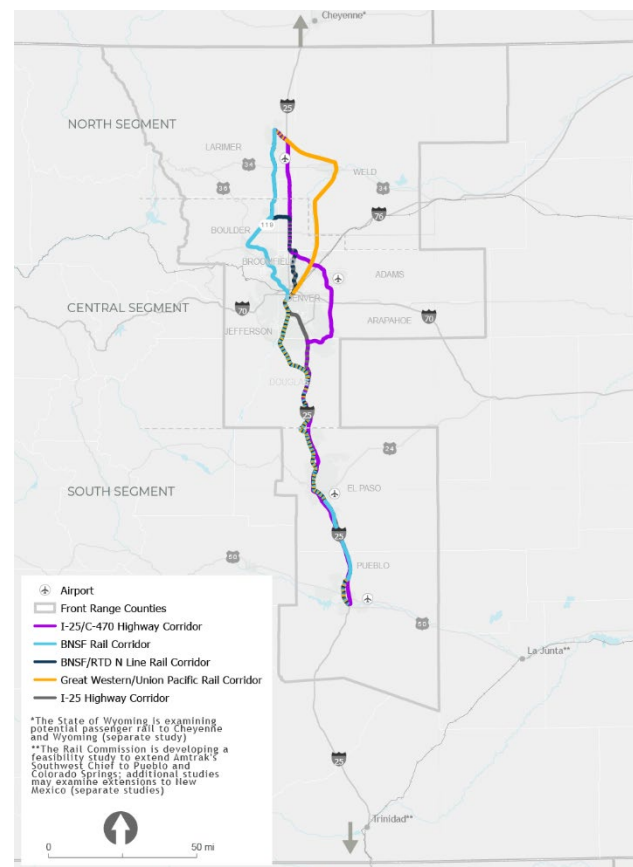 Cheyenne*
25
NORTH SEGMENT
LARIMER
34
WELD
36
34
119
BOULDER
76
BROOMFIELD
ADAMS
DENVER
CENTRAL SEGMENT
70
JEFFERSON
ARAPAHOE
70
DOUGLAS
25
24
SOUTH SEGMENT
EL PASO
25
50
PUEBLO
50
La Junta**
25
Trinidad**
Airport
Front Range Counties
I-25/C-470 Highway Corridor
BNSF Rail Corridor
BNSF/RTD N Line Rail Corridor
Great Western/Union Pacific Rail Corridor
I-25 Highway Corridor
*The State of Wyoming is examining
potential passenger rail to Cheyenne
and Wyoming (separate study)
**The Rail Commission is developing a
feasibility study to extend Amtrak's
Southwest Chief to Pueblo and
Colorado Springs; additional studies
may examine extensions to New
Mexico (separate studies)
0 50 mi